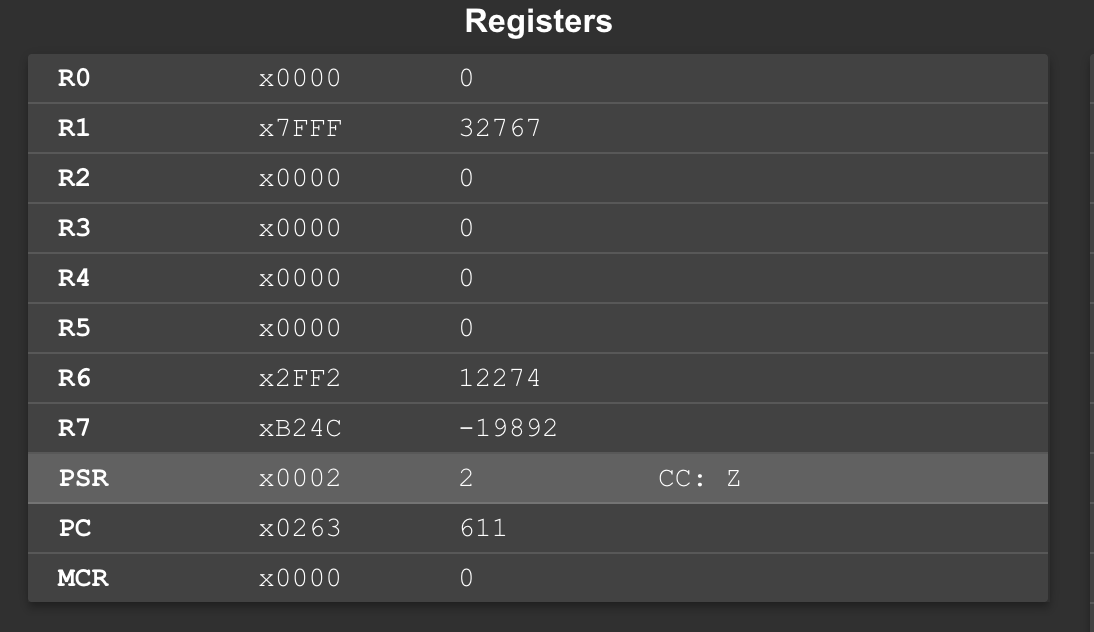 Registers
R0 x0000 0
R1 x7FFF 32767
R2 x0000 0
R3 x0000 0
R4 x0000 0
R5 x0000 0
R6 x2FF2 12274
R7 xB24C -19892
PSR x0002 2 CC: Z
PC x0263 611
MCR x0000 0